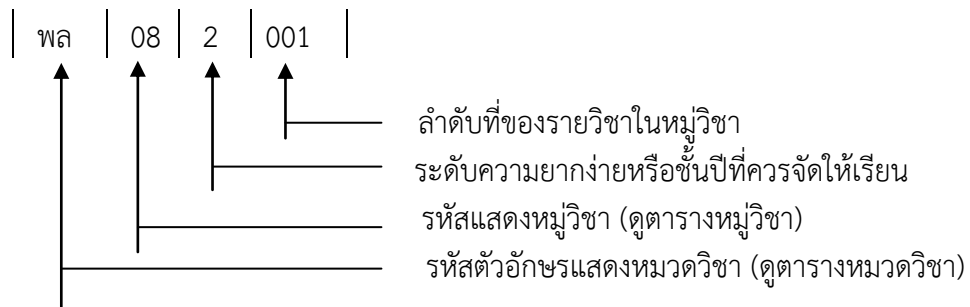 พล 08 2 001
ลำดับที่ของรายวิชาในหมู่วิชา
ระดับความยากง่ายหรือชั้นปีที่ควรจัดให้เรียน
รหัสแสดงหมู่วิชา (ดูตารางหมู่วิชา)
รหัสตัวอักษรแสดงหมวดวิชา (ดูตารางหมวดวิชา)